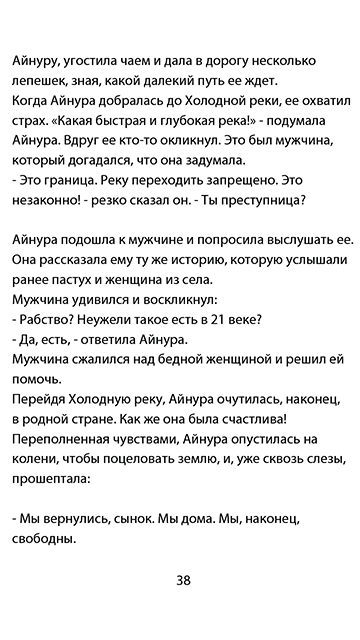 Айнуру, угостила чаем и дала в дорогу несколько
лепешек, зная, какой далекий путь ее ждет.
Когда Айнура добралась до Холодной реки, ее охватил
страх. «Какая быстрая и глубокая река!» - подумала
Айнура. Вдруг ее кто-то окликнул. Это был мужчина,
который догадался, что она задумала.
- Это граница. Реку переходить запрещено. Это
незаконно! - резко сказал он. - Ты преступница?
Айнура подошла к мужчине и попросила выслушать ее.
Она рассказала ему ту же историю, которую услышали
ранее пастух и женщина из села.
Мужчина удивился и воскликнул:
- Рабство? Неужели такое есть в 21 веке?
- Да, есть, - ответила Айнура.
Мужчина сжалился над бедной женщиной и решил ей
помочь.
Перейдя Холодную реку, Айнура очутилась, наконец,
в родной стране. Как же она была счастлива!
Переполненная чувствами, Айнура опустилась на
колени, чтобы поцеловать землю, и, уже сквозь слезы,
прошептала:
- Мы вернулись, сынок. Мы дома. Мы, наконец,
свободны.
38